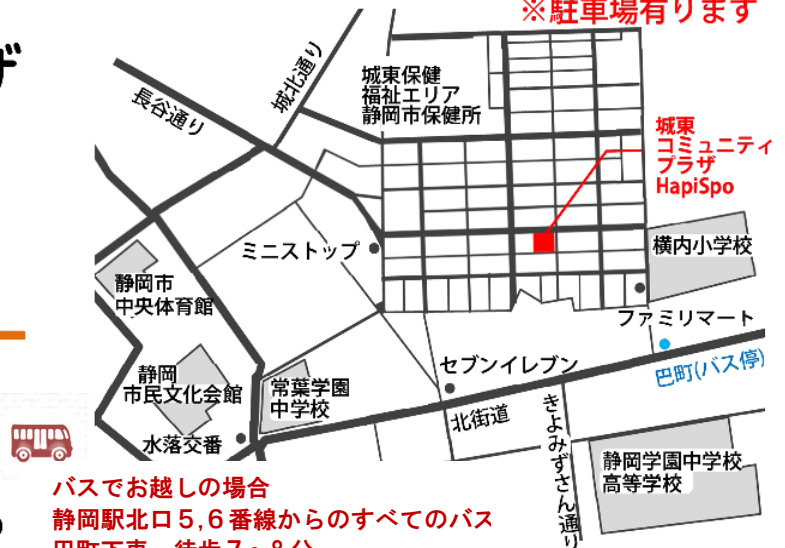 ※駐車場有ります
ザ
城北通り
長谷通り
城東保健
福祉エリア
静岡市保健所
城東
コミュニティ
プラザ
HapiSpo
ミニストップ
横内小学校
静岡市
中央体育館
ファミリマート
巴町(バス停)
セブンイレブン
静岡
市民文化会館
常葉学園
中学校
北街道
きよみずさん通り
水落交番
静岡学園中学校
高等学校
バスでお越しの場合
静岡駅北口５,６番線からのすべてのバス